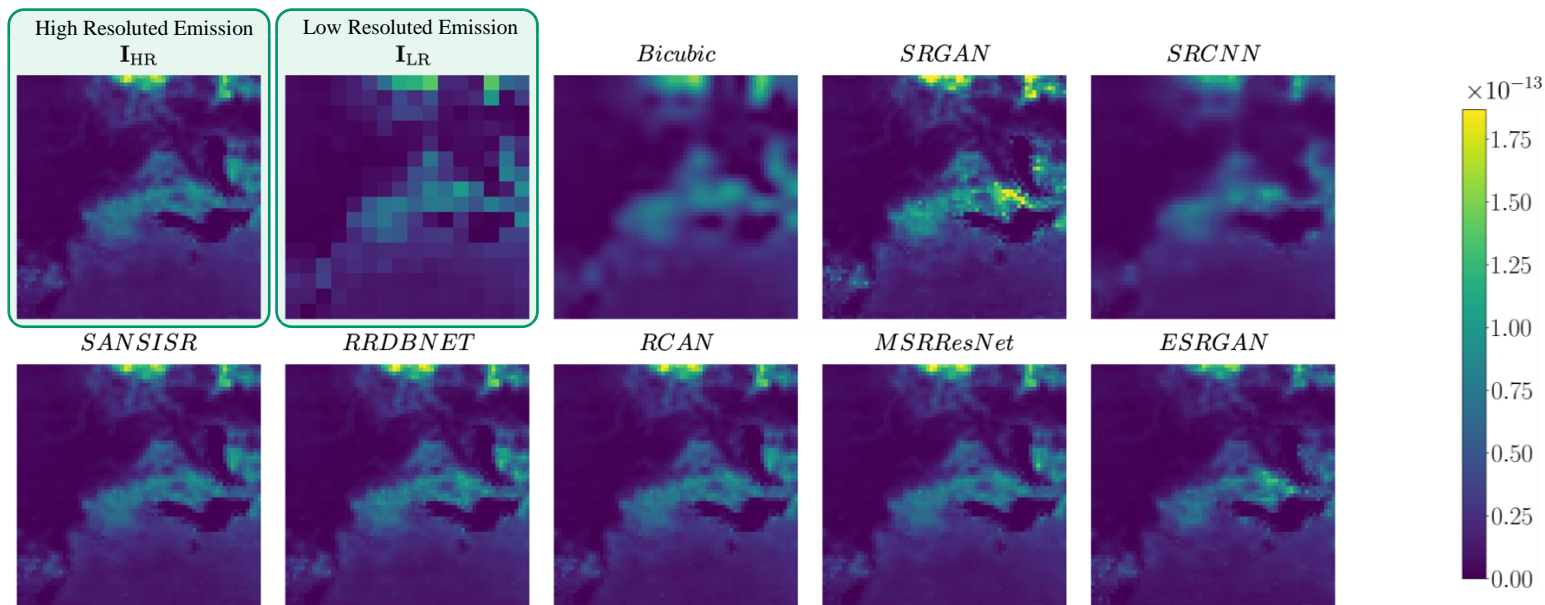 High Resoluted Emission
I_HR
Low Resoluted Emission
I_LR
Bicubic
SRGAN
SRCNN
SANSISR
RRDBNET
RCAN
MSRResNet
ESRGAN
×10⁻¹³
1.75
1.50
1.25
1.00
0.75
0.50
0.25
0.00